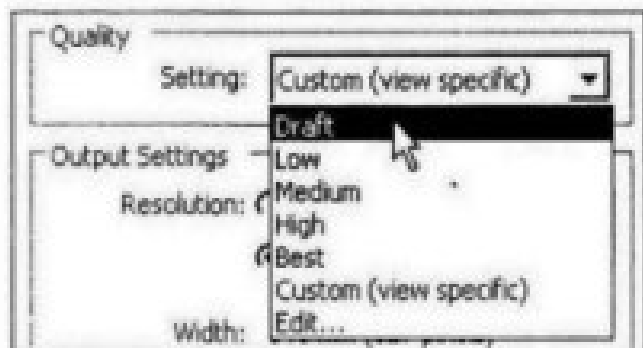 Quality
Setting: Custom (view specific)
Draft
Output Settings
Low
Resolution:
Medium
High
Best
Custom (view specific)
Width:
Edit...